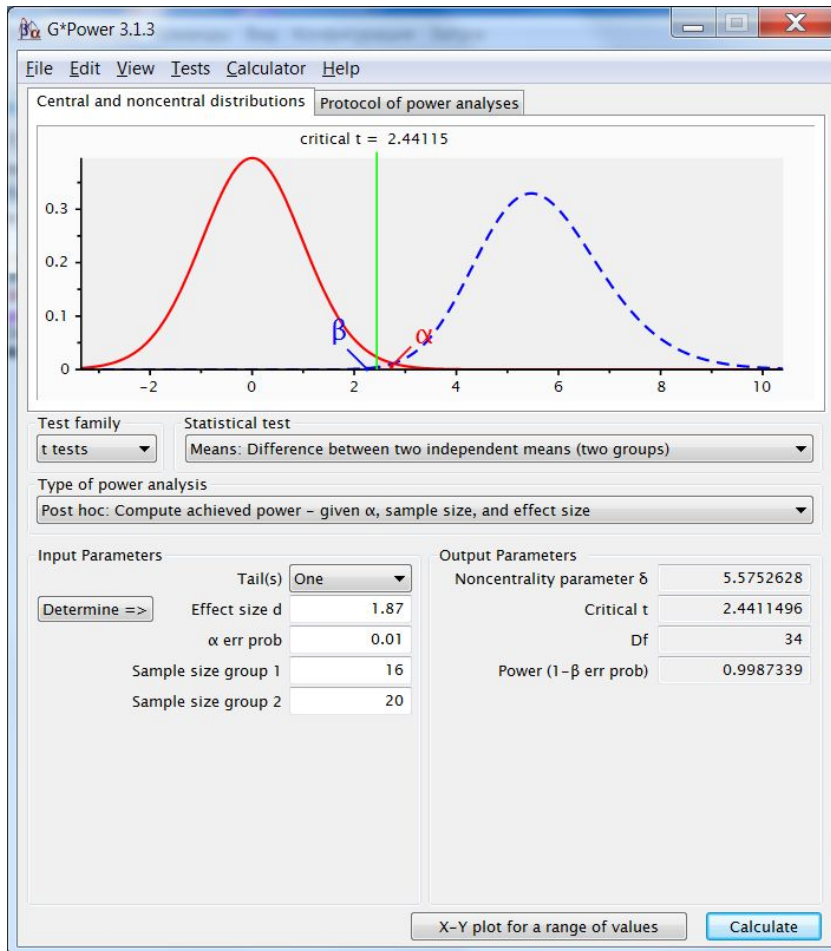 βα G*Power 3.1.3
File Edit View Tests Calculator Help
Central and noncentral distributions Protocol of power analyses
critical t = 2.44115
0.3
0.2
0.1
0
β
α
-2 0 2 4 6 8 10
Test family Statistical test
t tests Means: Difference between two independent means (two groups)
Type of power analysis
Post hoc: Compute achieved power - given α, sample size, and effect size
Input Parameters Output Parameters
Tail(s) One Noncentrality parameter δ 5.5752628
Determine => Effect size d 1.87 Critical t 2.4411496
α err prob 0.01 Df 34
Sample size group 1 16 Power (1-β err prob) 0.9987339
Sample size group 2 20
X-Y plot for a range of values Calculate